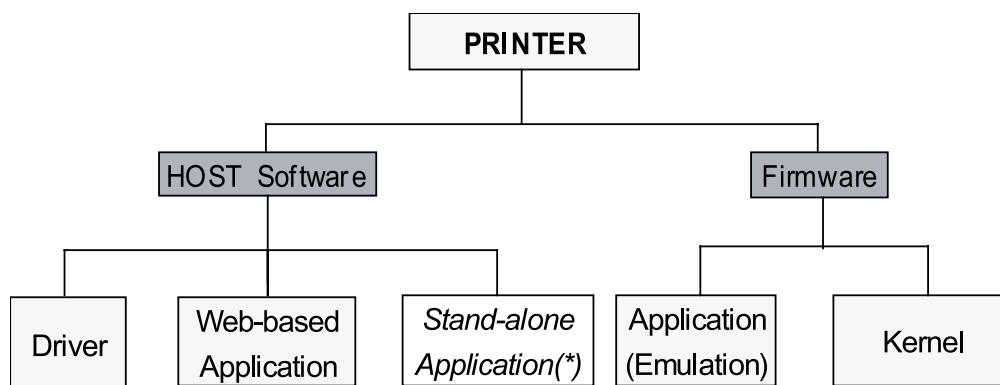 PRINTER
HOST Software
Firmware
Driver
Web-based
Application
Stand-alone
Application(*)
Application
(Emulation)
Kernel